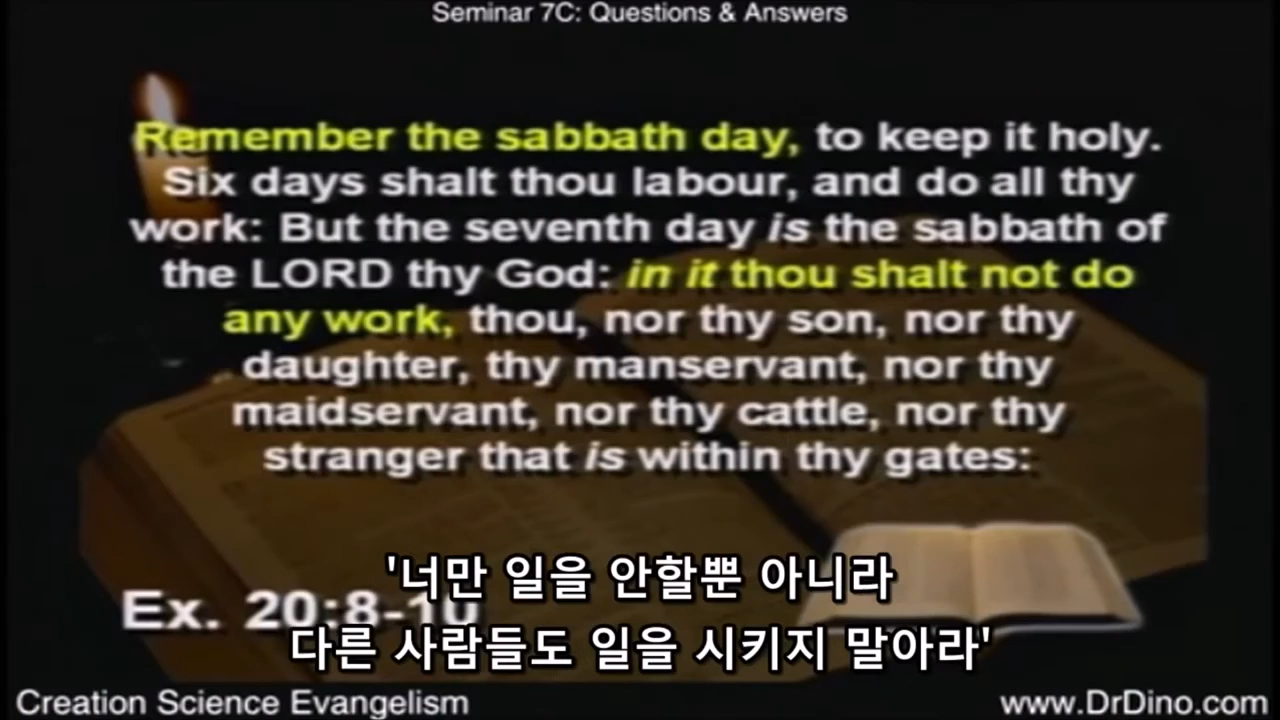 Seminar 7C: Questions & Answers
Remember the sabbath day, to keep it holy.
Six days shalt thou labour, and do all thy
work: But the seventh day is the sabbath of
the LORD thy God: in it thou shalt not do
any work, thou, nor thy son, nor thy
daughter, thy manservant, nor thy
maidservant, nor thy cattle, nor thy
stranger that is within thy gates:
'너만 일을 안할뿐 아니라
Ex. 20:8-10
다른 사람들도 일을 시키지 말아라'
Creation Science Evangelism
www.DrDino.com